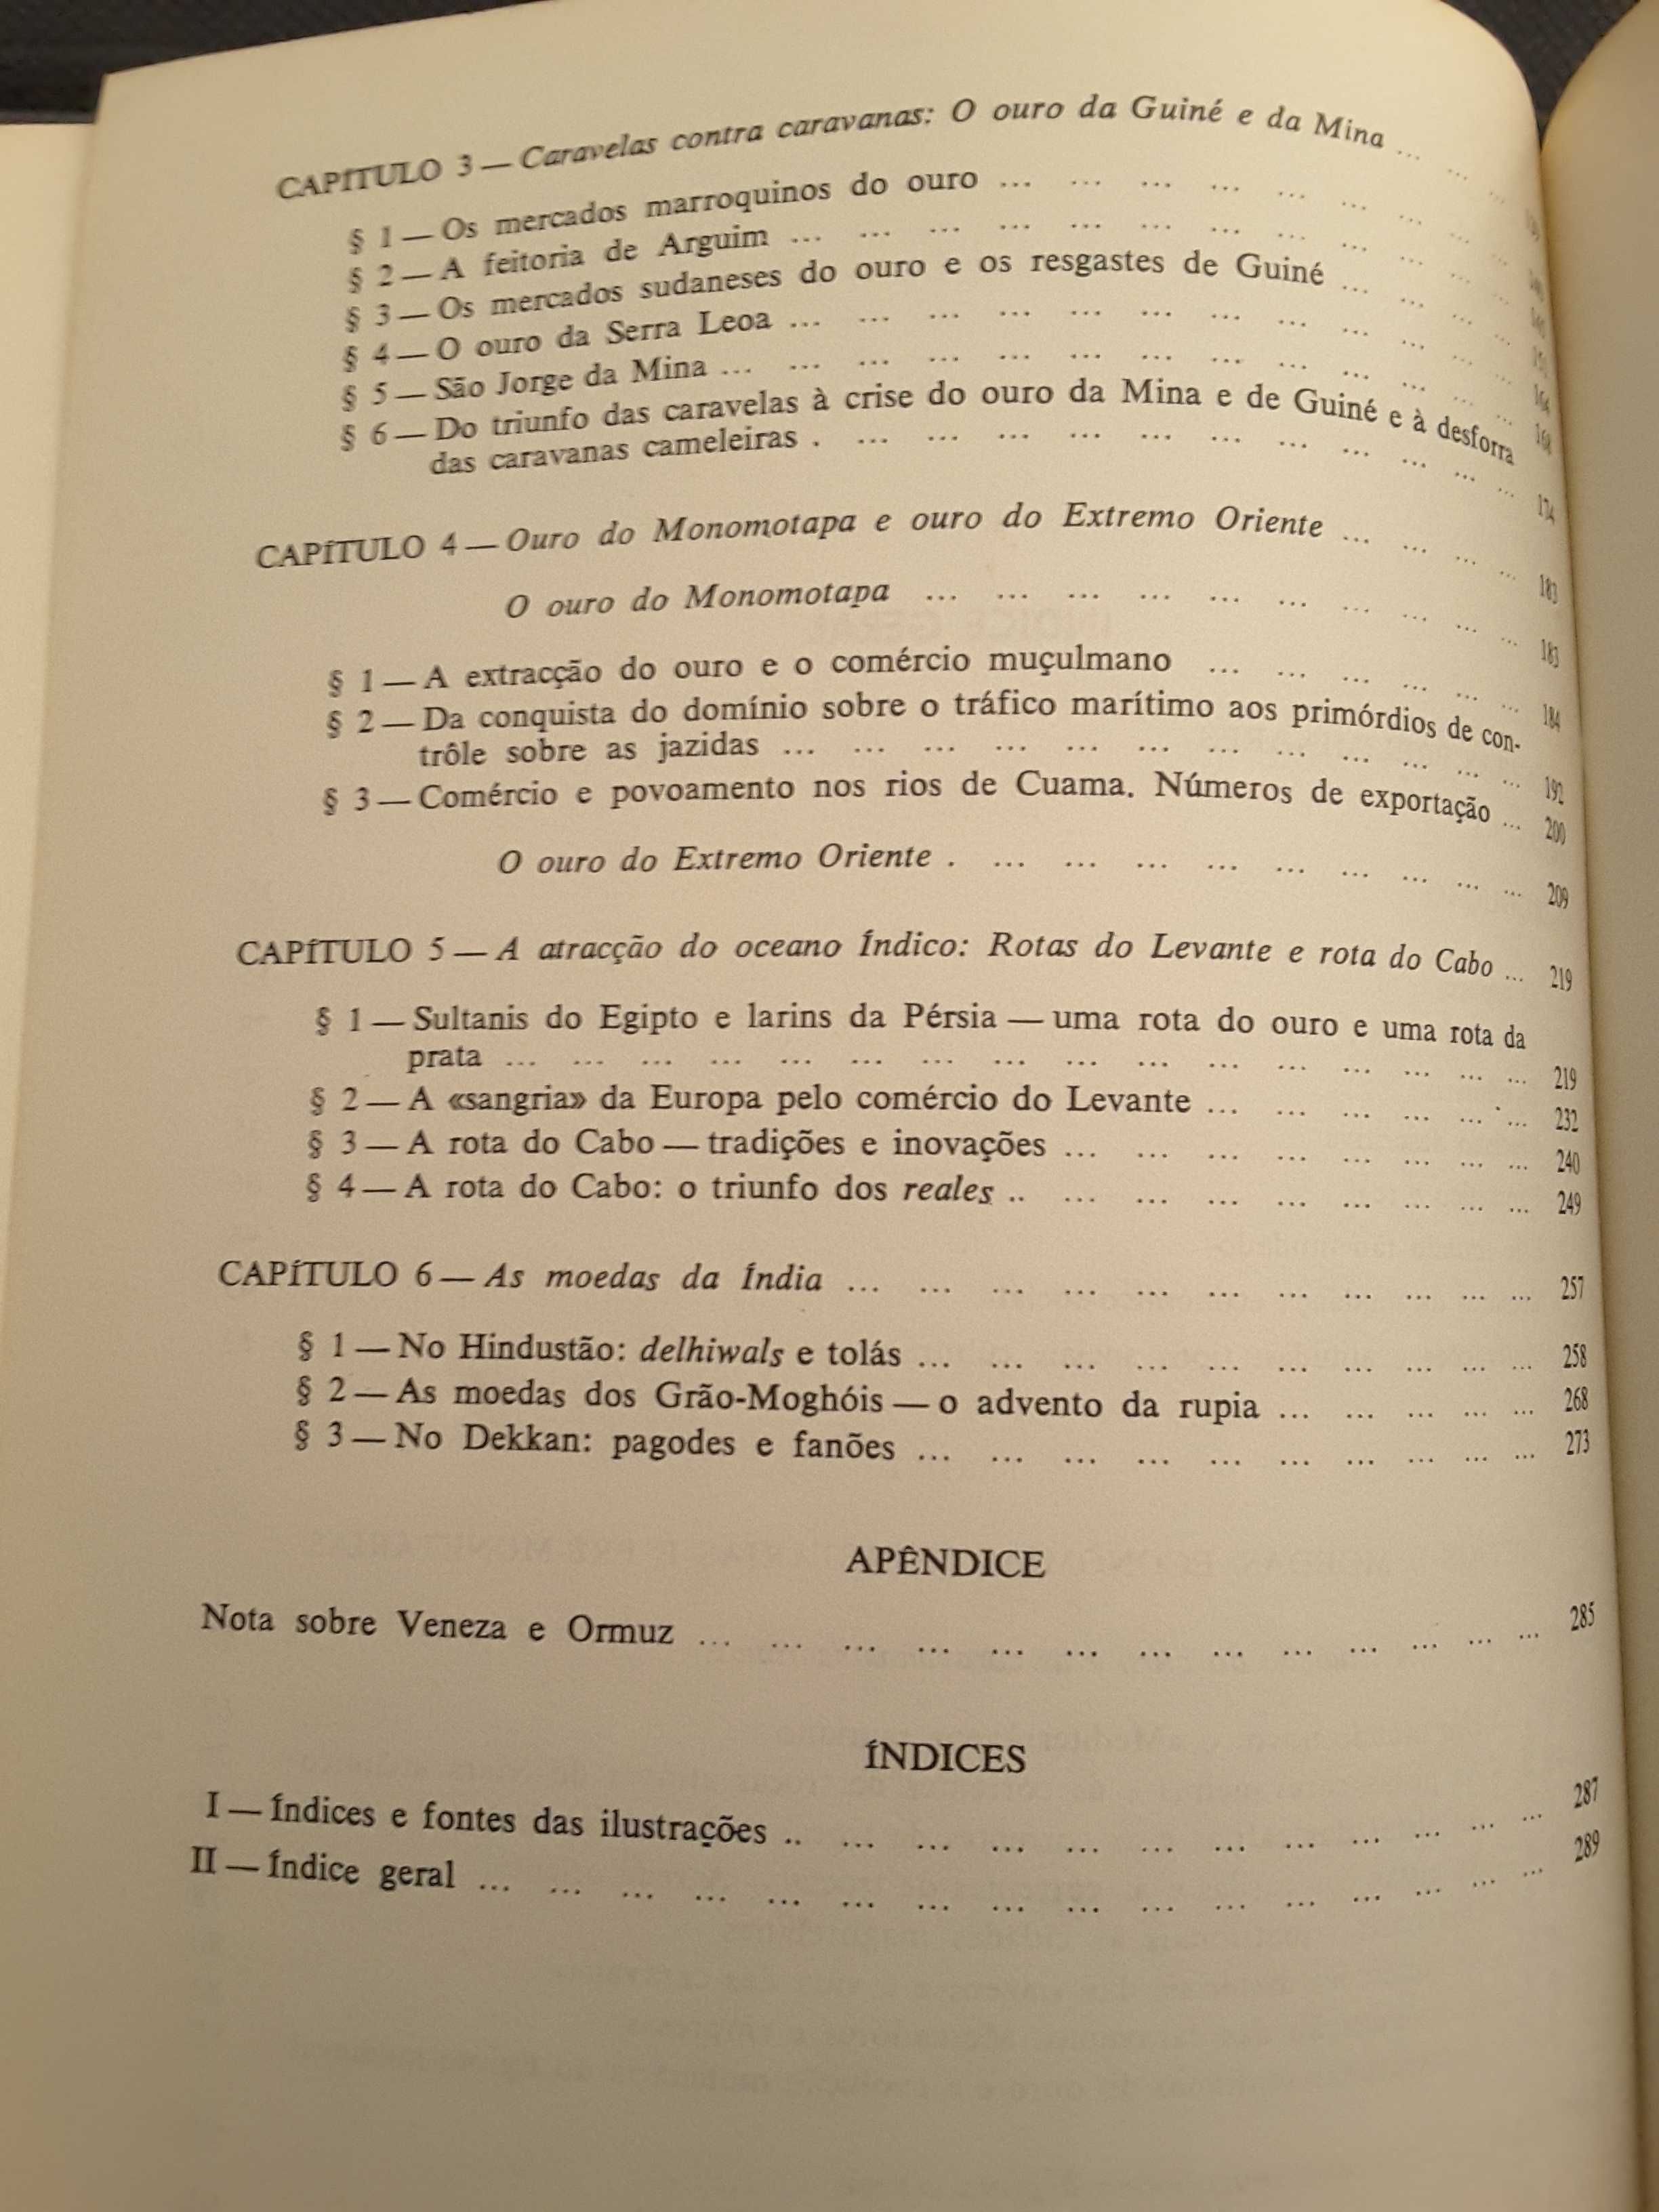 CAPÍTULO 3 — Caravelas contra caravanas: O ouro da Guiné e da Mina ... ... ...
§ 1 — Os mercados marroquinos do ouro ... ... ... ... ... ... ... ...
§ 2 — A feitoria de Arguim ... ... ... ... ... ... ... ... ... ... ...
§ 3 — Os mercados sudaneses do ouro e os resgastes de Guiné ... ... ...
§ 4 — O ouro da Serra Leoa ... ... ... ... ... ... ... ... ... ... ...
§ 5 — São Jorge da Mina ... ... ... ... ... ... ... ... ... ... ... ... 168
§ 6 — Do triunfo das caravelas à crise do ouro da Mina e de Guiné e à desforra
das caravanas cameleiras . ... ... ... ... ... ... ... ... ... ... 174
CAPÍTULO 4 — Ouro do Monomotapa e ouro do Extremo Oriente ... ... ... ... 183
O ouro do Monomotapa ... ... ... ... ... ... ... ... ... 183
§ 1 — A extracção do ouro e o comércio muçulmano ... ... ... ... ... ... 184
§ 2 — Da conquista do domínio sobre o tráfico marítimo aos primórdios de con-
trôle sobre as jazidas ... ... ... ... ... ... ... ... ... ... ... ... 192
§ 3 — Comércio e povoamento nos rios de Cuama. Números de exportação ... 200
O ouro do Extremo Oriente . ... ... ... ... ... ... ... ... ... 209
CAPÍTULO 5 — A atracção do oceano Índico: Rotas do Levante e rota do Cabo ... 219
§ 1 — Sultanis do Egipto e larins da Pérsia — uma rota do ouro e uma rota da
prata ... ... ... ... ... ... ... ... ... ... ... ... ... ... ... ... 219
§ 2 — A «sangria» da Europa pelo comércio do Levante ... ... ... ... ... ... 232
§ 3 — A rota do Cabo — tradições e inovações ... ... ... ... ... ... ... ... 240
§ 4 — A rota do Cabo: o triunfo dos reales .. ... ... ... ... ... ... ... ... 249
CAPÍTULO 6 — As moedas da Índia ... ... ... ... ... ... ... ... ... ... ... 257
§ 1 — No Hindustão: delhiwals e tolás ... ... ... ... ... ... ... ... ... ... 258
§ 2 — As moedas dos Grão-Moghóis — o advento da rupia ... ... ... ... ... 268
§ 3 — No Dekkan: pagodes e fanões ... ... ... ... ... ... ... ... ... ... 273
APÊNDICE
Nota sobre Veneza e Ormuz ... ... ... ... ... ... ... ... ... ... ... ... ... 285
ÍNDICES
I — Índices e fontes das ilustrações .. ... ... ... ... ... ... ... ... ... ... ... 287
II — Índice geral ... ... ... ... ... ... ... ... ... ... ... ... ... ... ... ... 289